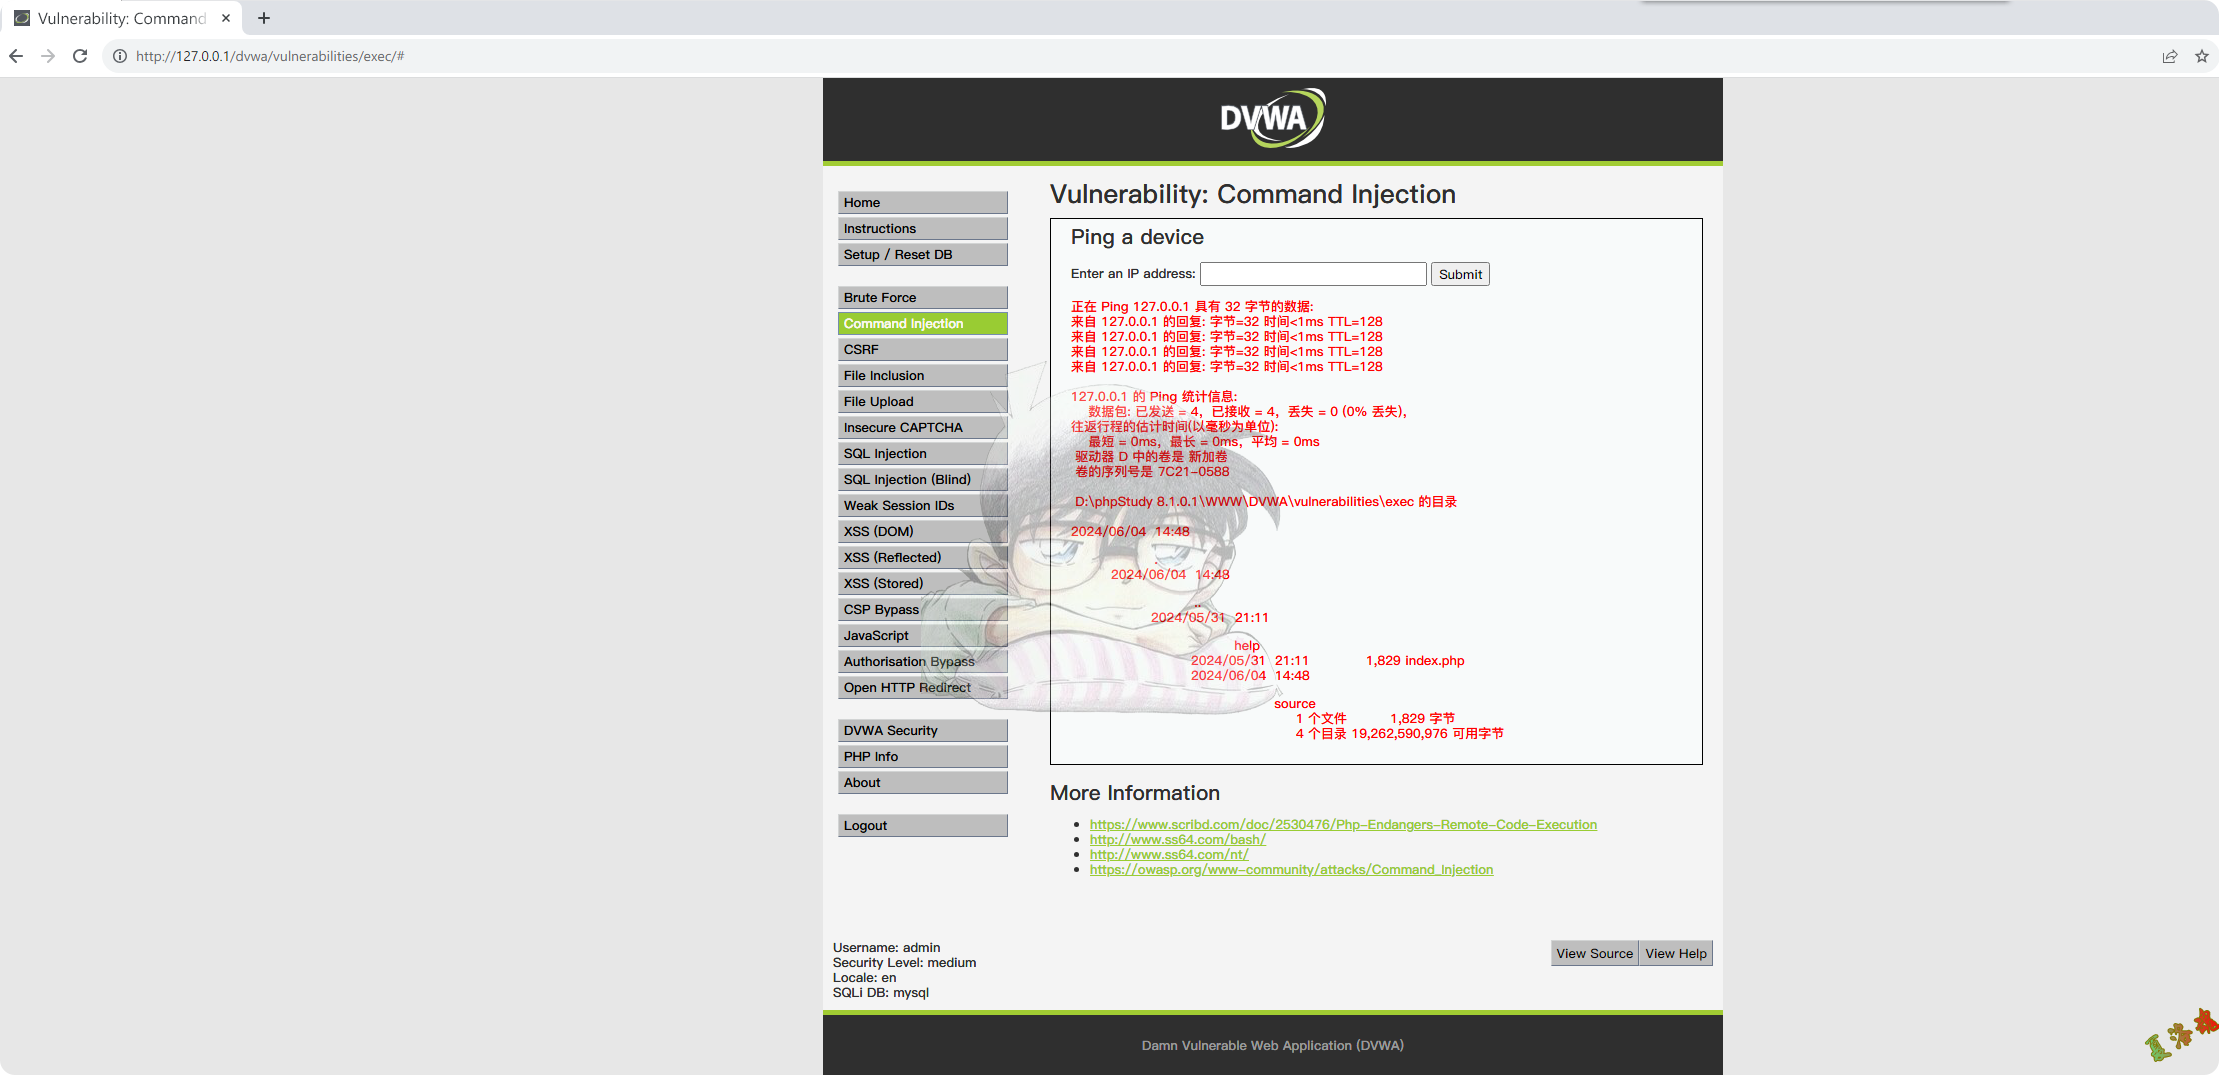 Vulnerability: Command
http://127.0.0.1/dvwa/vulnerabilities/exec/#
DVWA
Home
Instructions
Setup / Reset DB
Brute Force
Command Injection
CSRF
File Inclusion
File Upload
Insecure CAPTCHA
SQL Injection
SQL Injection (Blind)
Weak Session IDs
XSS (DOM)
XSS (Reflected)
XSS (Stored)
CSP Bypass
JavaScript
Authorisation Bypass
Open HTTP Redirect
DVWA Security
PHP Info
About
Logout
Vulnerability: Command Injection
Ping a device
Enter an IP address: Submit
正在 Ping 127.0.0.1 具有 32 字节的数据:
来自 127.0.0.1 的回复: 字节=32 时间<1ms TTL=128
来自 127.0.0.1 的回复: 字节=32 时间<1ms TTL=128
来自 127.0.0.1 的回复: 字节=32 时间<1ms TTL=128
来自 127.0.0.1 的回复: 字节=32 时间<1ms TTL=128
127.0.0.1 的 Ping 统计信息:
数据包: 已发送 = 4，已接收 = 4，丢失 = 0 (0% 丢失)，
往返行程的估计时间(以毫秒为单位):
最短 = 0ms，最长 = 0ms，平均 = 0ms
驱动器 D 中的卷是 新加卷
卷的序列号是 7C21-0588
D:\phpStudy 8.1.0.1\WWW\DVWA\vulnerabilities\exec 的目录
2024/06/04 14:48
.
2024/06/04 14:48
..
2024/05/31 21:11
help
2024/05/31 21:11 1,829 index.php
2024/06/04 14:48
source
1 个文件 1,829 字节
4 个目录 19,262,590,976 可用字节
More Information
https://www.scribd.com/doc/2530476/Php-Endangers-Remote-Code-Execution
http://www.ss64.com/bash/
http://www.ss64.com/nt/
https://owasp.org/www-community/attacks/Command_Injection
Username: admin
Security Level: medium
Locale: en
SQLi DB: mysql
View Source View Help
Damn Vulnerable Web Application (DVWA)